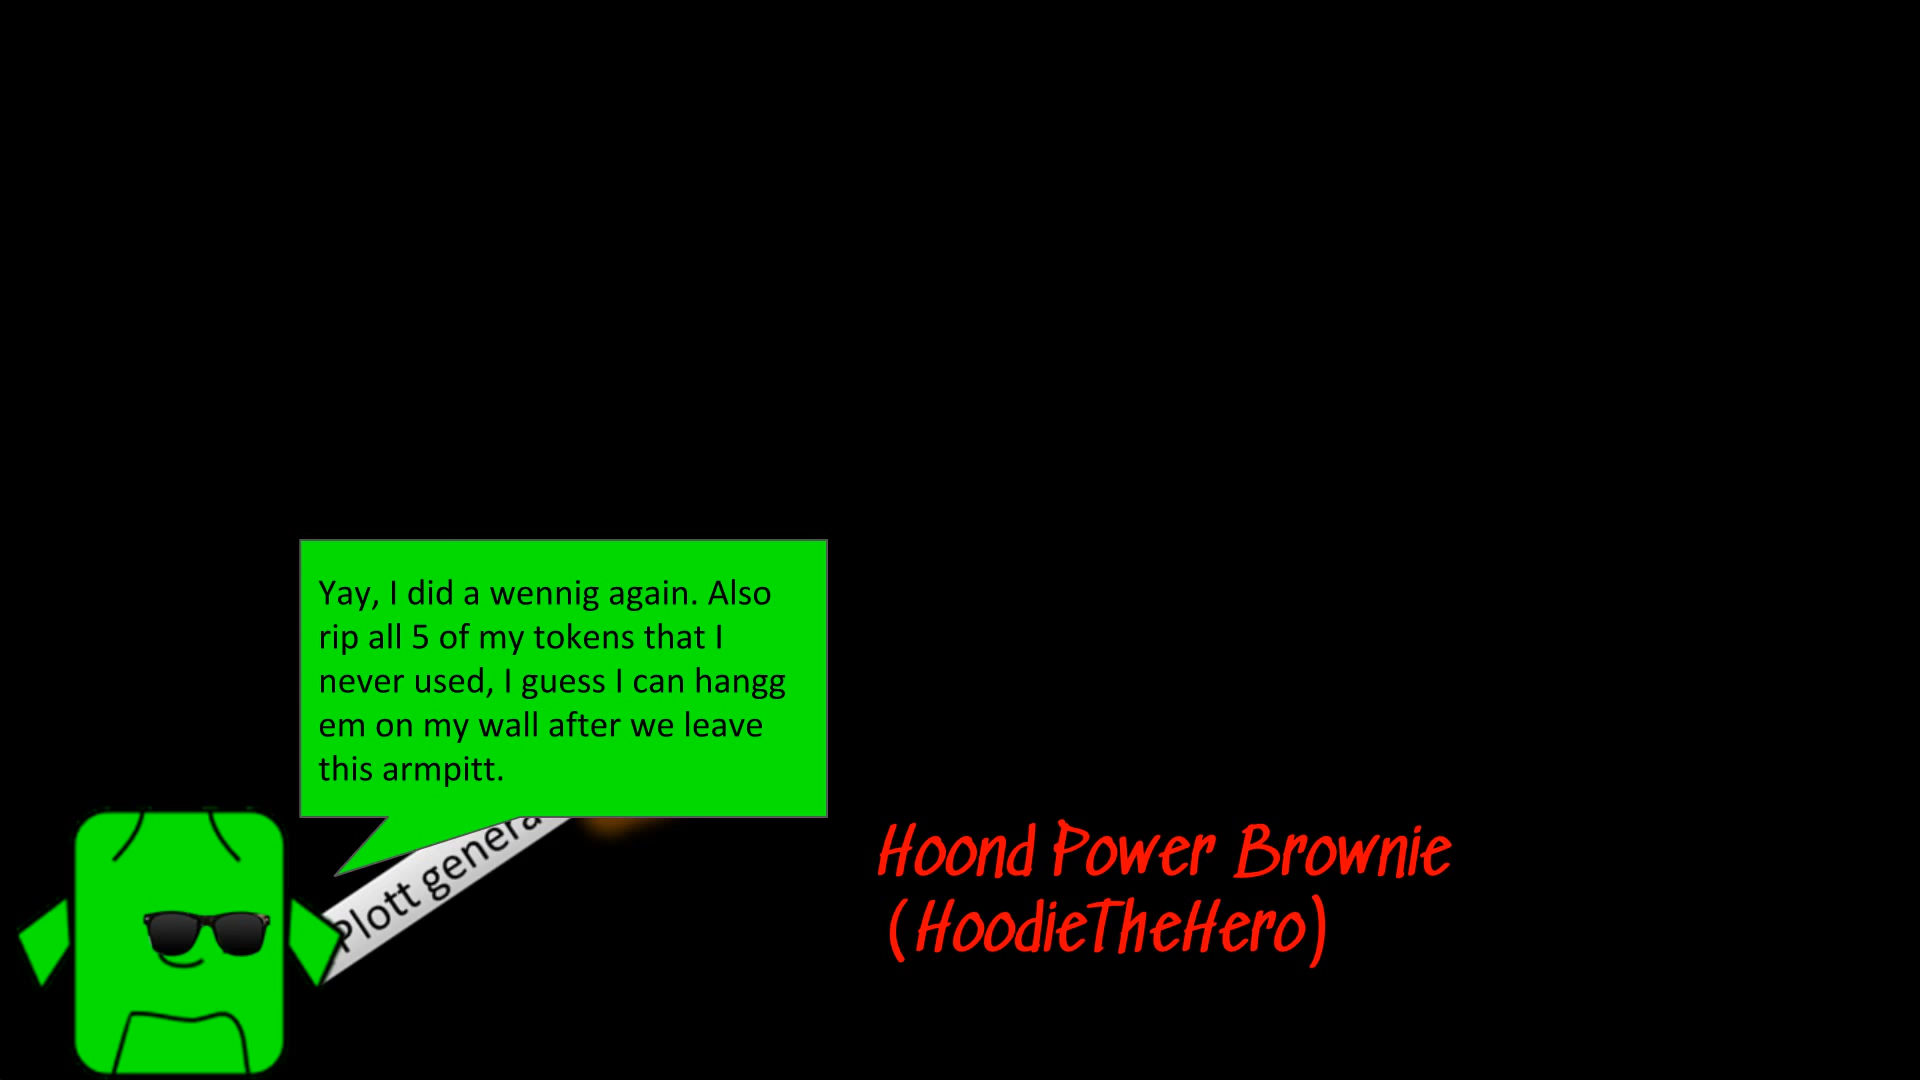 Yay, I did a wennig again. Also
rip all 5 of my tokens that I
never used, I guess I can hangg
em on my wall after we leave
this armpitt.
Plott genera
Hoond Power Brownie
(HoodieTheHero)